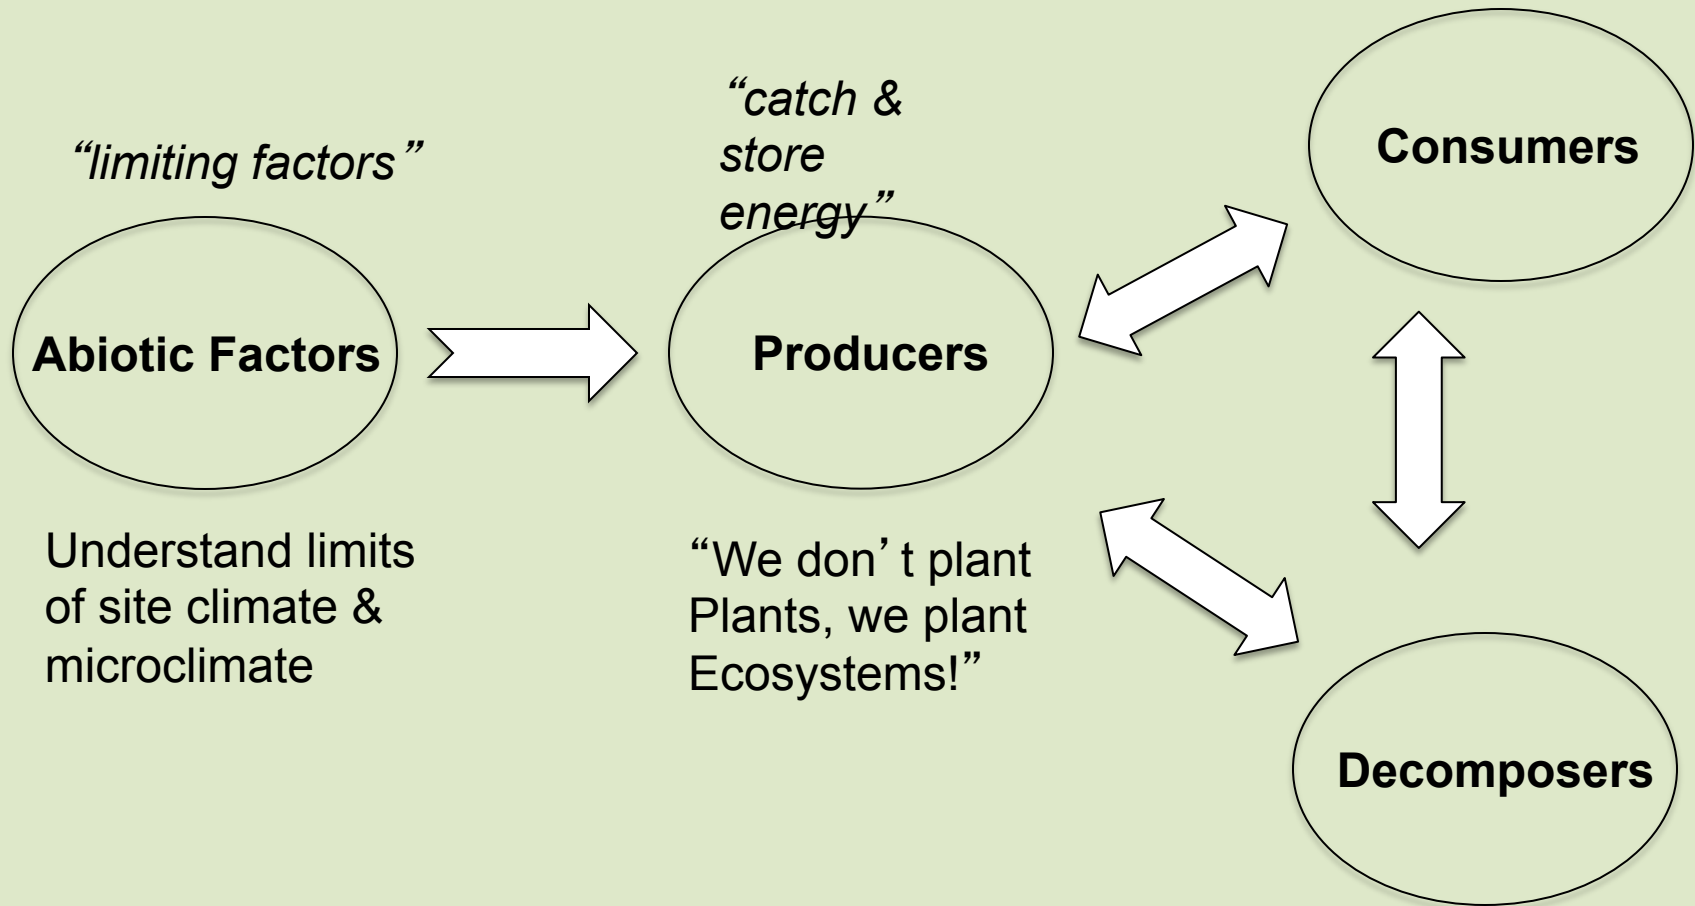 “limiting factors”
Abiotic Factors
Understand limits
of site climate &
microclimate
“catch &
store
energy”
Producers
“We don’t plant
Plants, we plant
Ecosystems!”
Consumers
Decomposers